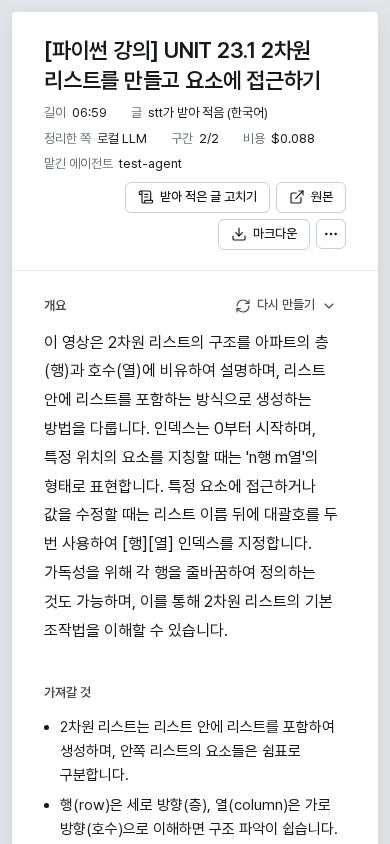 [파이썬 강의] UNIT 23.1 2차원
리스트를 만들고 요소에 접근하기
길이 06:59 글 stt가 받아 적음 (한국어)
정리한 쪽 로컬 LLM 구간 2/2 비용 $0.088
맡긴 에이전트 test-agent
받아 적은 글 고치기 원본
마크다운 ...
개요 다시 만들기
이 영상은 2차원 리스트의 구조를 아파트의 층
(행)과 호수(열)에 비유하여 설명하며, 리스트
안에 리스트를 포함하는 방식으로 생성하는
방법을 다룹니다. 인덱스는 0부터 시작하며,
특정 위치의 요소를 지칭할 때는 'n행 m열'의
형태로 표현합니다. 특정 요소에 접근하거나
값을 수정할 때는 리스트 이름 뒤에 대괄호를 두
번 사용하여 [행][열] 인덱스를 지정합니다.
가독성을 위해 각 행을 줄바꿈하여 정의하는
것도 가능하며, 이를 통해 2차원 리스트의 기본
조작법을 이해할 수 있습니다.
가져갈 것
• 2차원 리스트는 리스트 안에 리스트를 포함하여
생성하며, 안쪽 리스트의 요소들은 쉼표로
구분합니다.
• 행(row)은 세로 방향(층), 열(column)은 가로
방향(호수)으로 이해하면 구조 파악이 쉽습니다.